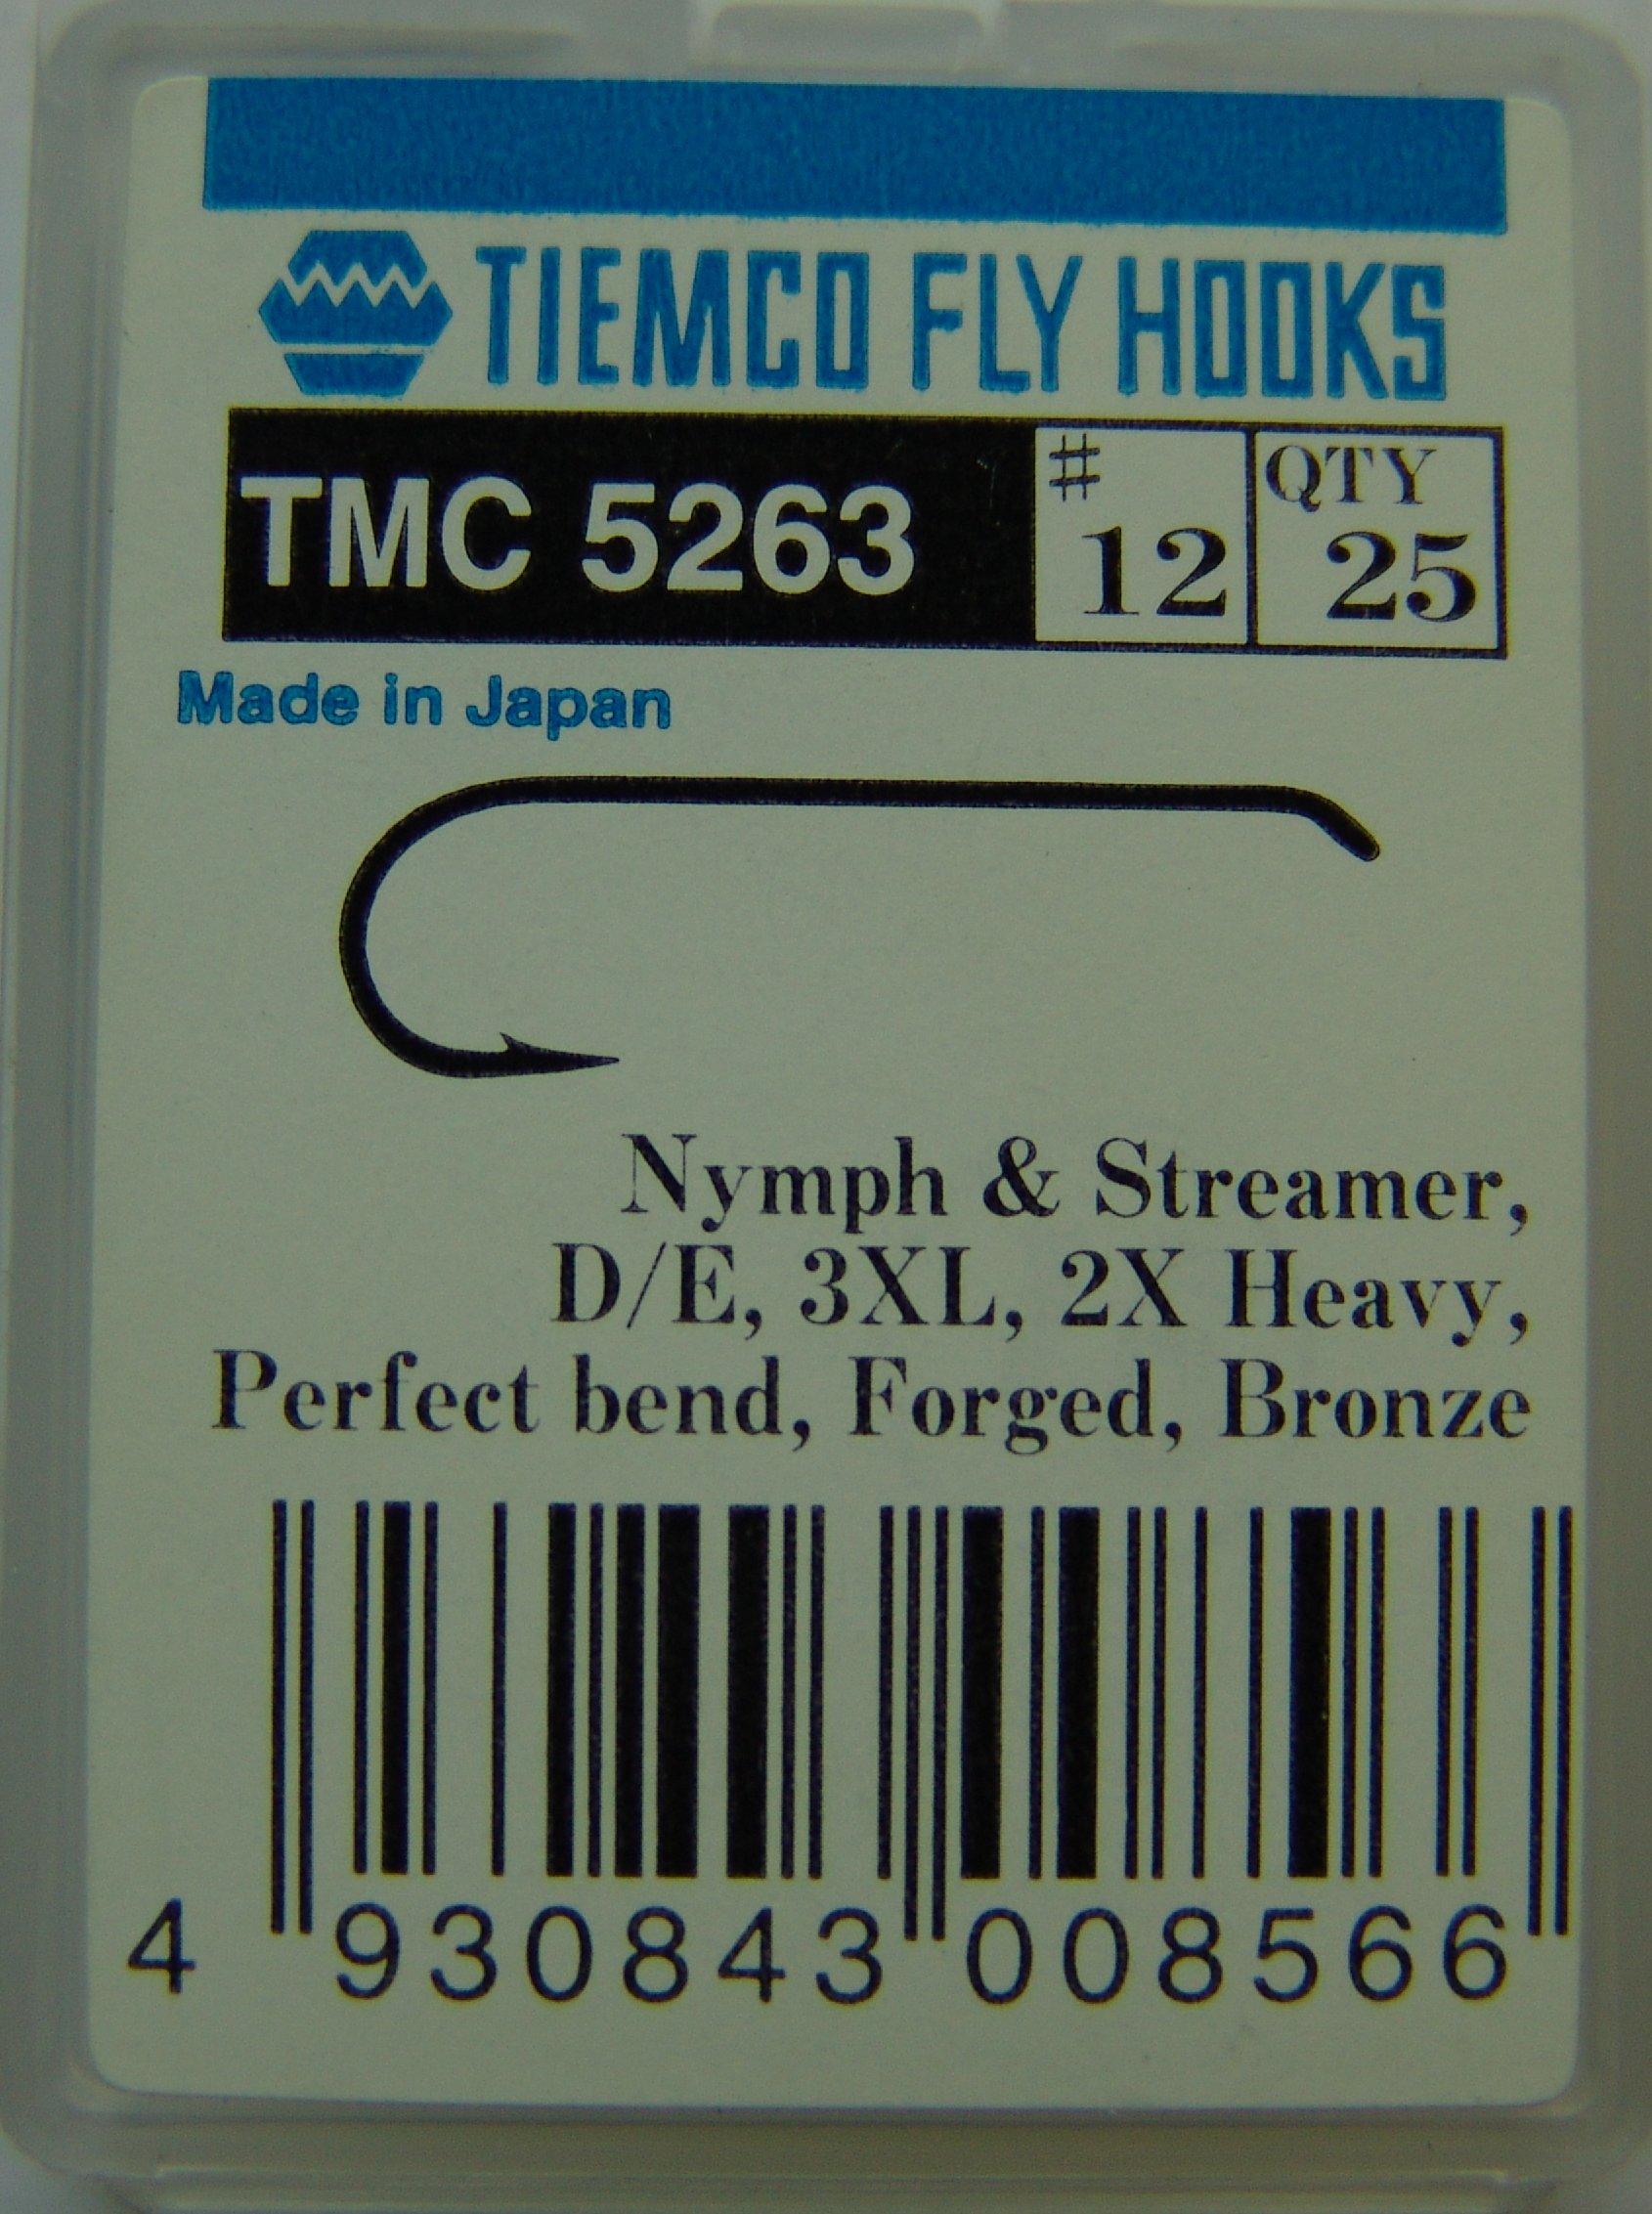 TIEMCO FLY HOOKS
TMC 5263
# 12
QTY 25
Made in Japan
Nymph & Streamer,
D/E, 3XL, 2X Heavy,
Perfect bend, Forged, Bronze
4 930843 008566